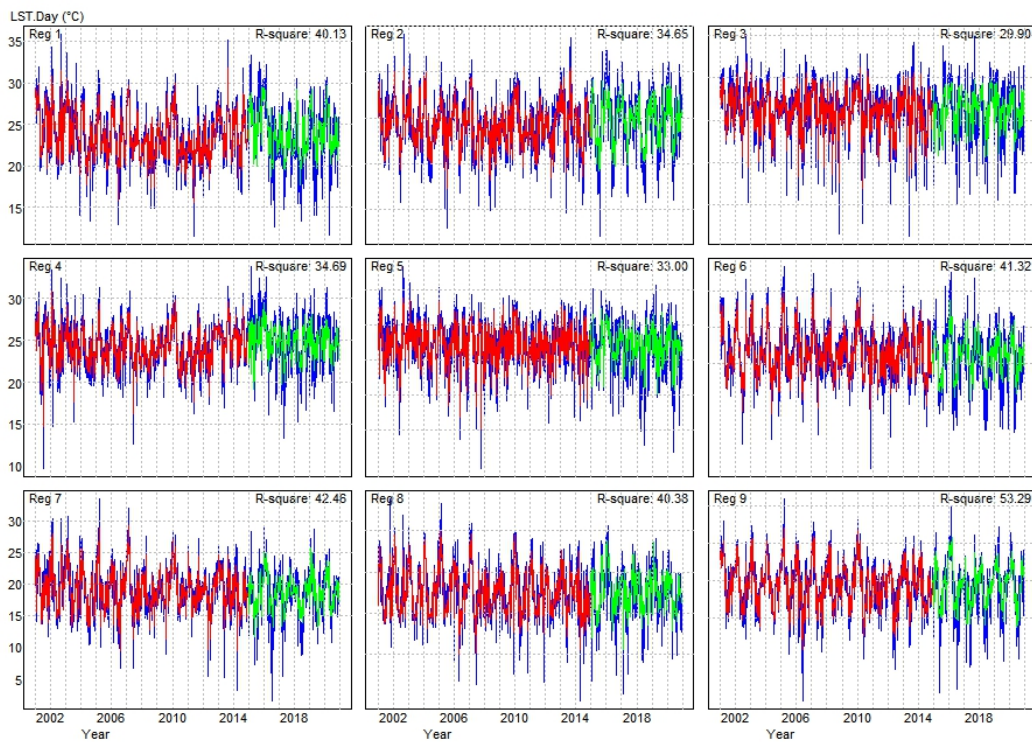 LST.Day (°C)
Reg 1 R-square: 40.13 Reg 2 R-square: 34.65 Reg 3 R-square: 29.90
35
30
25
20
15
Reg 4 R-square: 34.69 Reg 5 R-square: 33.00 Reg 6 R-square: 41.32
30
25
20
15
10
Reg 7 R-square: 42.46 Reg 8 R-square: 40.38 Reg 9 R-square: 53.29
30
25
20
15
10
5
2002 2006 2010 2014 2018 2002 2006 2010 2014 2018 2002 2006 2010 2014 2018
Year Year Year